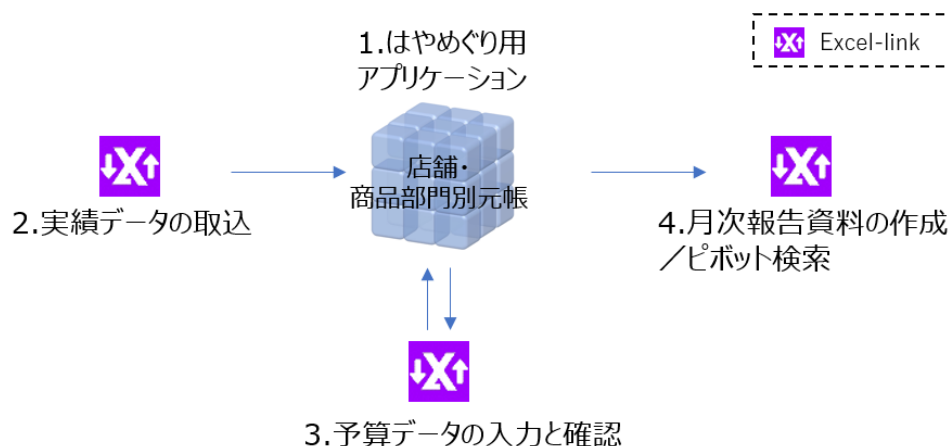 1.はやめぐり用
アプリケーション
Excel-link
店舗・
商品部門別元帳
2.実績データの取込
4.月次報告資料の作成
／ピボット検索
3.予算データの入力と確認